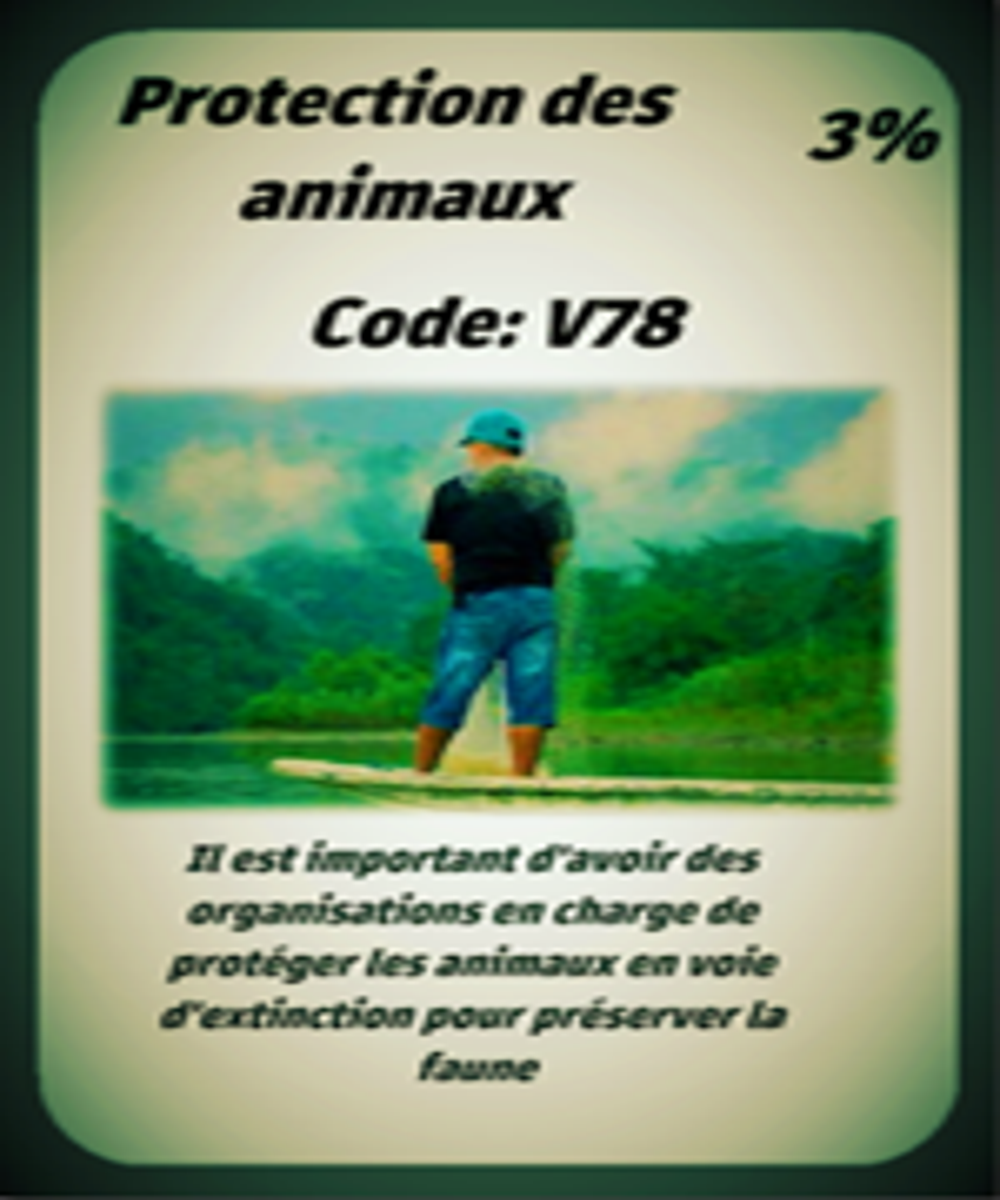 Protection des
animaux
3%
Code: V78
Il est important d'avoir des
organisations en charge de
protéger les animaux en voie
d'extinction pour préserver la
faune